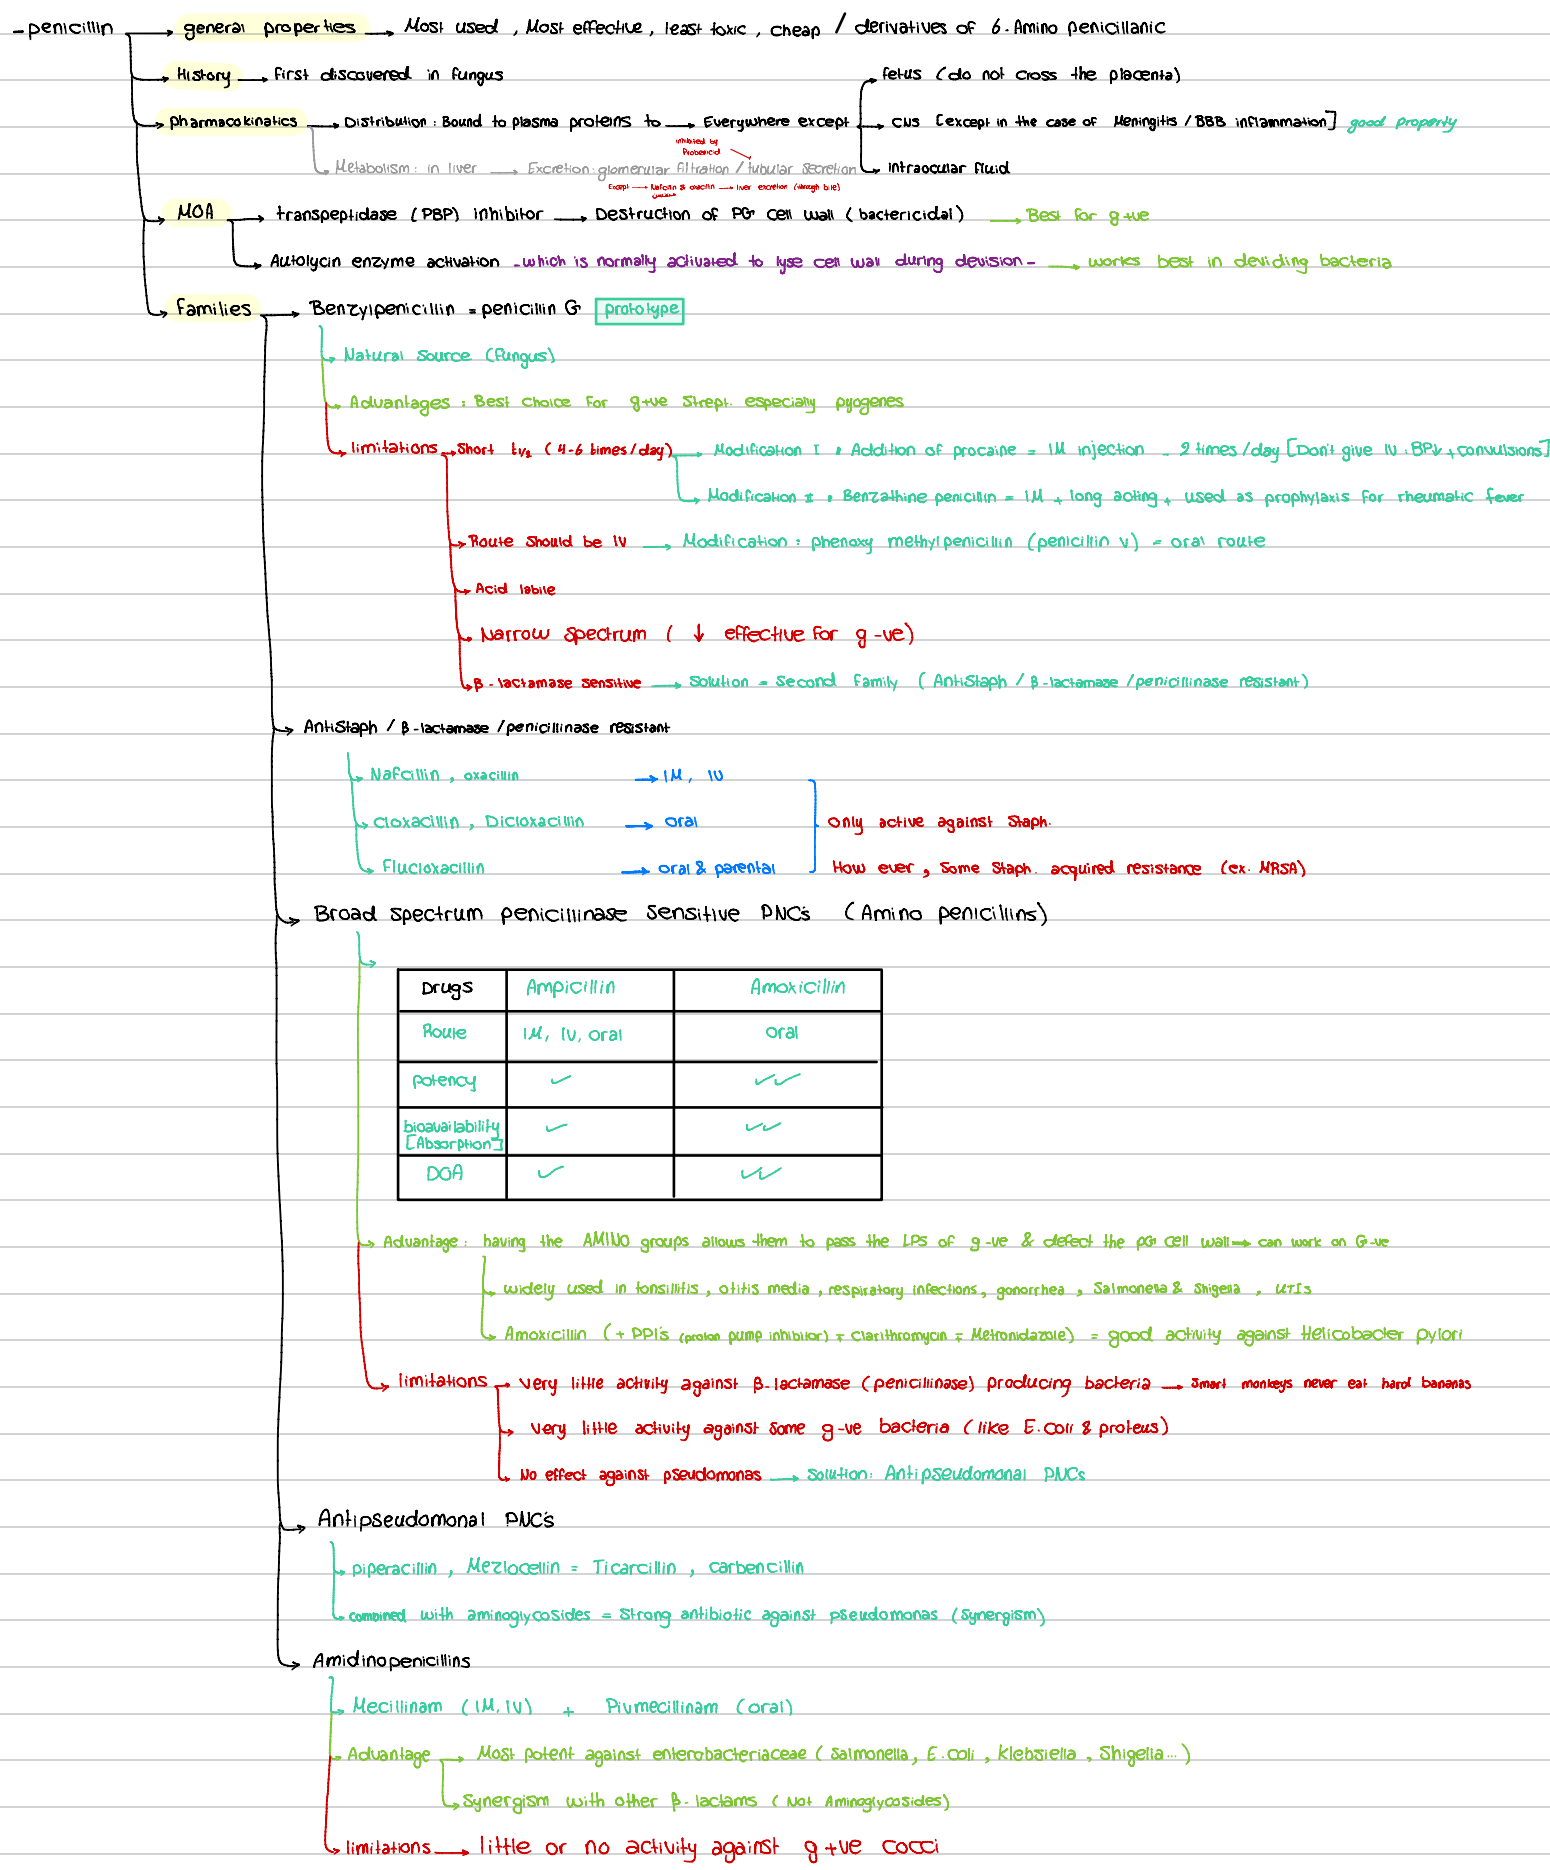 - penicillin → general properties → Most used , Most effective , least toxic , cheap / derivatives of 6-Amino penicillanic
History → first discovered in fungus
fetus (do not cross the placenta)
pharmacokinatics → Distribution : Bound to plasma proteins to → Everywhere except
CNS [except in the case of Meningitis / BBB inflammation] good property
inhibited by
Probenicid
Metabolism : in liver → Excretion : glomerular filtration / tubular secretion
intraocular fluid
Except → Nafcillin & oxacillin → liver excretion (through bile)
MOA → transpeptidase (PBP) inhibitor → Destruction of PG cell wall (bactericidal) → Best for g+ve
Autolycin enzyme activation - which is normally activated to lyse cell wall during devision - → works best in deviding bacteria
families → Benzylpenicillin = penicillin G prototype
Natural source (fungus)
Advantages : Best choice for g+ve Strept. especially pyogenes
limitations → Short t1/2 (4-6 times/day) → Modification I : Addition of procaine = IM injection - 2 times/day [Don't give IV : BP↓ + convulsions]
Modification II : Benzathine penicillin = IM + long acting + used as prophylaxis for rheumatic fever
Route should be IV → Modification : phenoxy methylpenicillin (penicillin V) = oral route
Acid labile
Narrow spectrum ( ↓ effective for g-ve)
β-lactamase sensitive → Solution = Second family (AntiStaph / β-lactamase / penicillinase resistant)
AntiStaph / β-lactamase / penicillinase resistant
Nafcillin , oxacillin → IM, IV
cloxacillin , Dicloxacillin → oral
only active against Staph.
Flucloxacillin → oral & parental
How ever , Some Staph. acquired resistance (ex. MRSA)
Broad spectrum penicillinase sensitive PNC's (Amino penicillins)
Drugs Ampicillin Amoxicillin
Route IM, IV, oral oral
potency ✓ ✓✓
bioavailability ✓ ✓✓
[Absorption]
DOA ✓ ✓✓
Advantage : having the AMINO groups allows them to pass the LPS of g-ve & defect the PG cell wall → can work on G-ve
widely used in tonsillitis , otitis media , respiratory infections , gonorrhea , Salmonella & Shigella , UTIs
Amoxicillin (+ PPI's (proton pump inhibitor) ∓ Clarithromycin ∓ Metronidazole) = good activity against Helicobacter pylori
limitations → very little activity against β-lactamase (penicillinase) producing bacteria → Smart monkeys never eat hard bananas
very little activity against some g-ve bacteria (like E.coli & proteus)
No effect against pseudomonas → Solution: Antipseudomonal PNCs
Antipseudomonal PNC's
piperacillin , Mezlocellin = Ticarcillin , carbencillin
combined with aminoglycosides = Strong antibiotic against pseudomonas (Synergism)
Amidinopenicillins
Mecillinam (IM, IV) + Pivmecillinam (oral)
Advantage → Most potent against enterobacteriaceae ( Salmonella, E.coli , Klebsiella , Shigella ... )
Synergism with other β-lactams (Not Aminoglycosides)
limitations → little or no activity against g+ve cocci